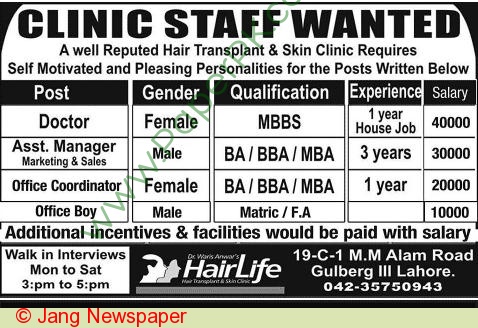 CLINIC STAFF WANTED
A well Reputed Hair Transplant & Skin Clinic Requires
Self Motivated and Pleasing Personalities for the Posts Written Below
Post Gender Qualification Experience Salary
Doctor Female MBBS 1 year House Job 40000
Asst. Manager Marketing & Sales Male BA / BBA / MBA 3 years 30000
Office Coordinator Female BA / BBA / MBA 1 year 20000
Office Boy Male Matric / F.A 10000
Additional incentives & facilities would be paid with salary
Walk in Interviews
Mon to Sat
3:pm to 5:pm
Dr. Waris Anwar's
HairLife
Hair Transplant & Skin Clinic
19-C-1 M.M Alam Road
Gulberg III Lahore.
042-35750943
www.PaperPk.com
© Jang Newspaper